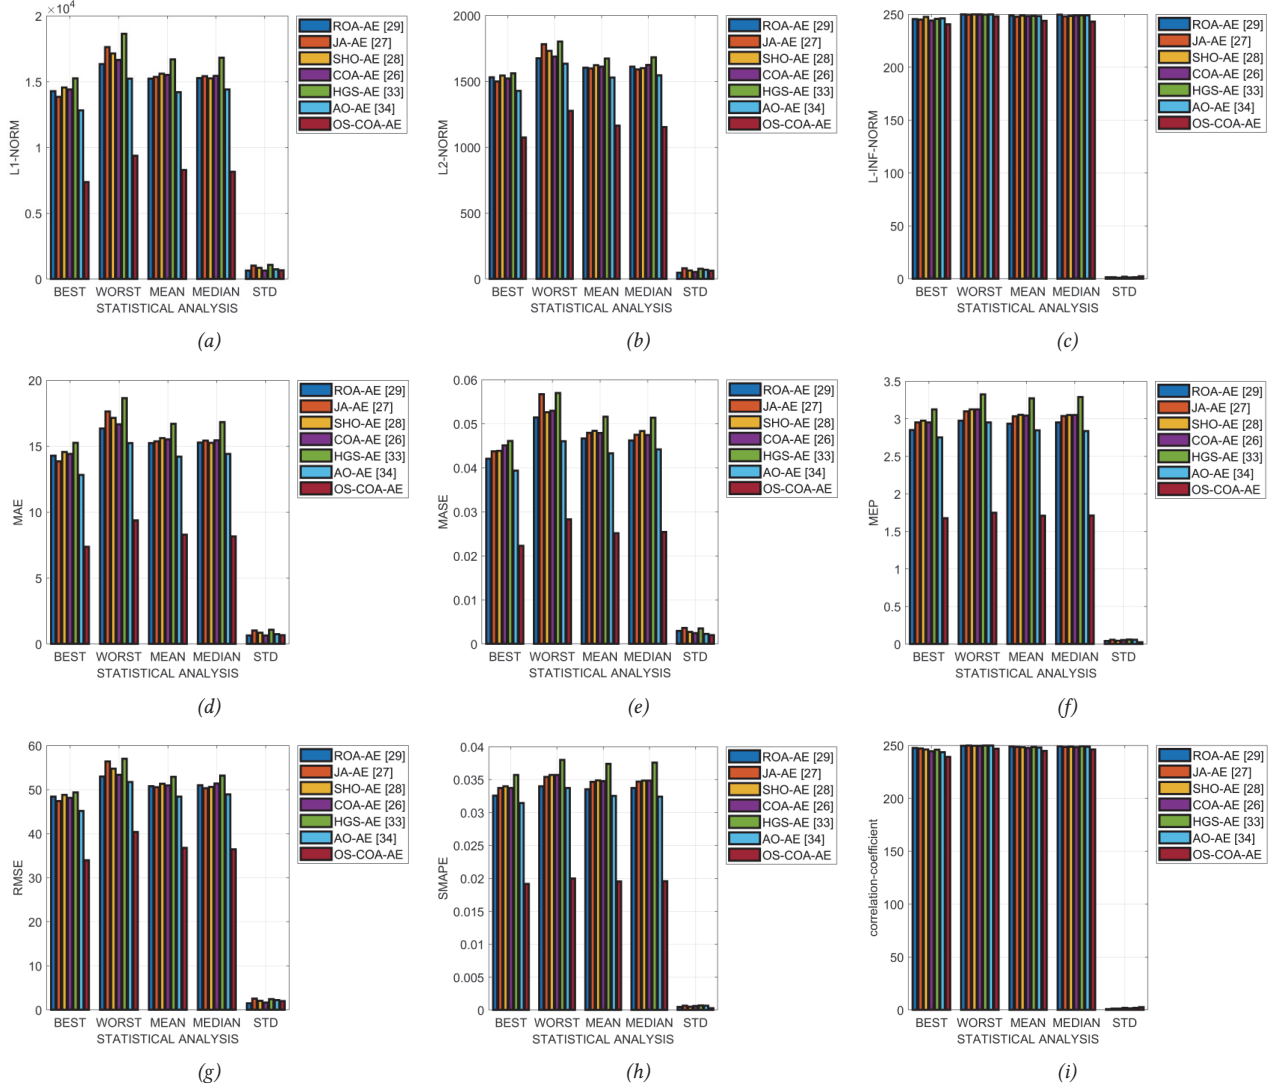 ×10⁴
2
1.5
1
0.5
0
L1-NORM
BEST WORST MEAN MEDIAN STD
STATISTICAL ANALYSIS
ROA-AE [29]
JA-AE [27]
SHO-AE [28]
COA-AE [26]
HGS-AE [33]
AO-AE [34]
OS-COA-AE
(a)
2000
1500
1000
500
0
L2-NORM
BEST WORST MEAN MEDIAN STD
STATISTICAL ANALYSIS
ROA-AE [29]
JA-AE [27]
SHO-AE [28]
COA-AE [26]
HGS-AE [33]
AO-AE [34]
OS-COA-AE
(b)
250
200
150
100
50
0
L-INF-NORM
BEST WORST MEAN MEDIAN STD
STATISTICAL ANALYSIS
ROA-AE [29]
JA-AE [27]
SHO-AE [28]
COA-AE [26]
HGS-AE [33]
AO-AE [34]
OS-COA-AE
(c)
20
15
10
5
0
MAE
BEST WORST MEAN MEDIAN STD
STATISTICAL ANALYSIS
ROA-AE [29]
JA-AE [27]
SHO-AE [28]
COA-AE [26]
HGS-AE [33]
AO-AE [34]
OS-COA-AE
(d)
0.06
0.05
0.04
0.03
0.02
0.01
0
MASE
BEST WORST MEAN MEDIAN STD
STATISTICAL ANALYSIS
ROA-AE [29]
JA-AE [27]
SHO-AE [28]
COA-AE [26]
HGS-AE [33]
AO-AE [34]
OS-COA-AE
(e)
3.5
3
2.5
2
1.5
1
0.5
0
MEP
BEST WORST MEAN MEDIAN STD
STATISTICAL ANALYSIS
ROA-AE [29]
JA-AE [27]
SHO-AE [28]
COA-AE [26]
HGS-AE [33]
AO-AE [34]
OS-COA-AE
(f)
60
50
40
30
20
10
0
RMSE
BEST WORST MEAN MEDIAN STD
STATISTICAL ANALYSIS
ROA-AE [29]
JA-AE [27]
SHO-AE [28]
COA-AE [26]
HGS-AE [33]
AO-AE [34]
OS-COA-AE
(g)
0.04
0.035
0.03
0.025
0.02
0.015
0.01
0.005
0
SMAPE
BEST WORST MEAN MEDIAN STD
STATISTICAL ANALYSIS
ROA-AE [29]
JA-AE [27]
SHO-AE [28]
COA-AE [26]
HGS-AE [33]
AO-AE [34]
OS-COA-AE
(h)
250
200
150
100
50
0
correlation-coefficient
BEST WORST MEAN MEDIAN STD
STATISTICAL ANALYSIS
ROA-AE [29]
JA-AE [27]
SHO-AE [28]
COA-AE [26]
HGS-AE [33]
AO-AE [34]
OS-COA-AE
(i)